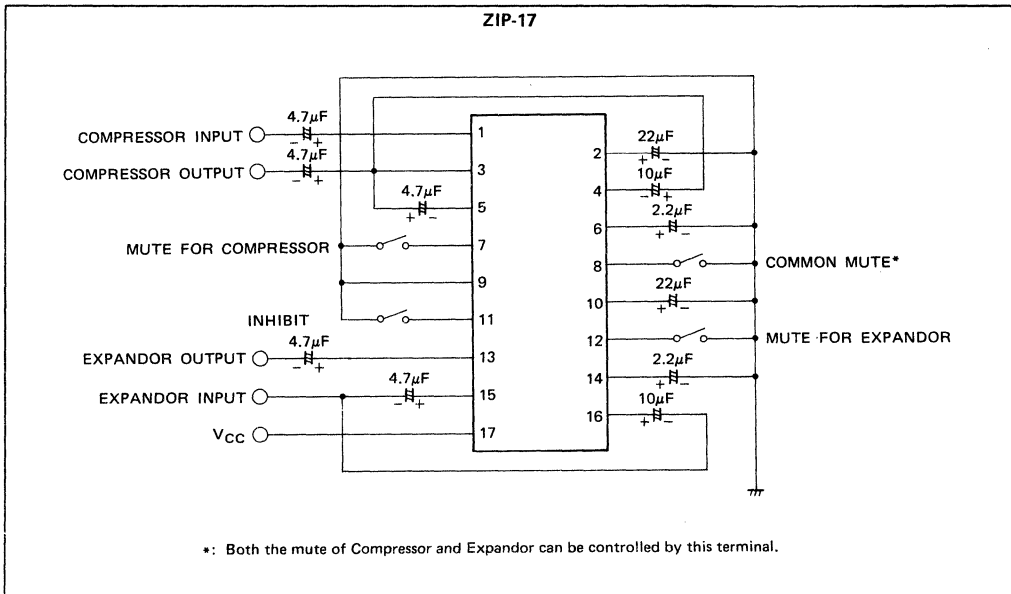 ZIP-17
4.7μF
COMPRESSOR INPUT
- +
1
22μF
2
+ -
4.7μF
COMPRESSOR OUTPUT
- +
3
10μF
4
- +
4.7μF
5
+ -
2.2μF
6
+ -
MUTE FOR COMPRESSOR
7
8
COMMON MUTE*
9
22μF
10
+ -
INHIBIT
11
12
MUTE FOR EXPANDOR
4.7μF
EXPANDOR OUTPUT
- +
13
2.2μF
14
+ -
4.7μF
EXPANDOR INPUT
- +
15
10μF
16
+ -
VCC
17
*: Both the mute of Compressor and Expandor can be controlled by this terminal.